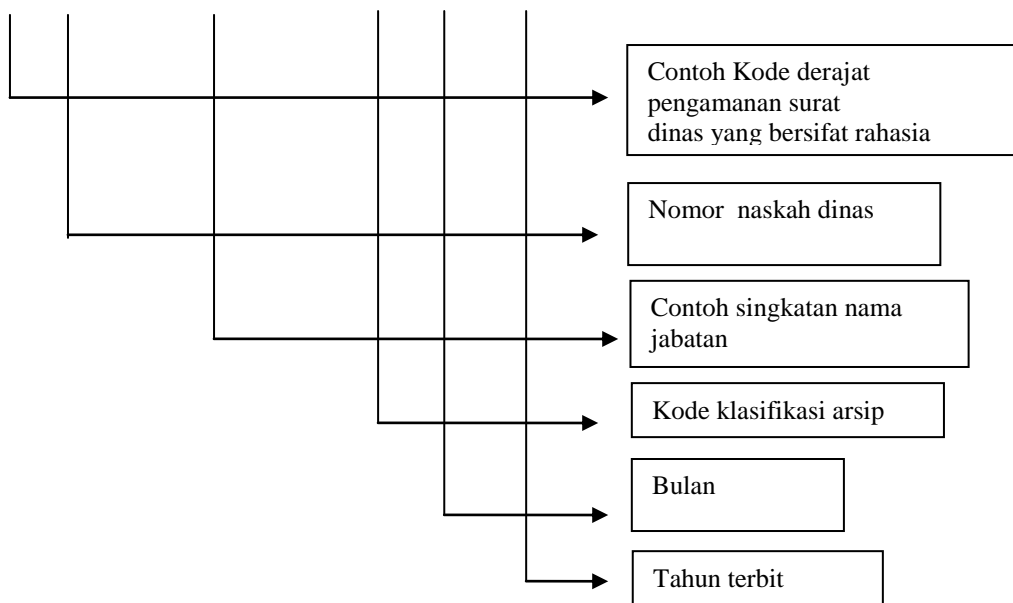 Contoh Kode derajat
pengamanan surat
dinas yang bersifat rahasia
Nomor naskah dinas
Contoh singkatan nama
jabatan
Kode klasifikasi arsip
Bulan
Tahun terbit